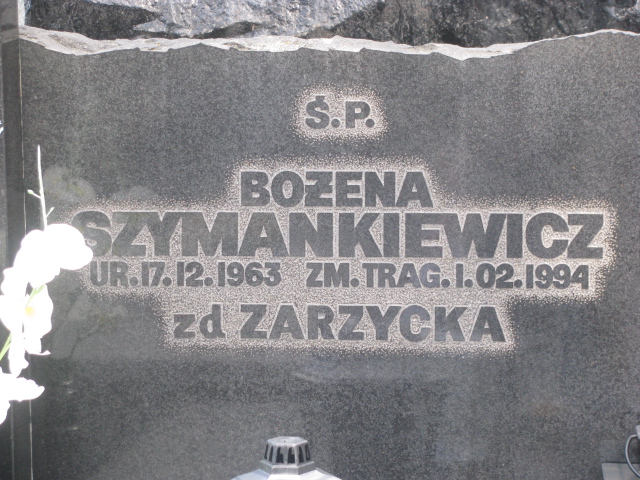 Ś.P.
BOŻENA
SZYMANKIEWICZ
UR.17.12.1963 ZM.TRAG.1.02.1994
zd ZARZYCKA